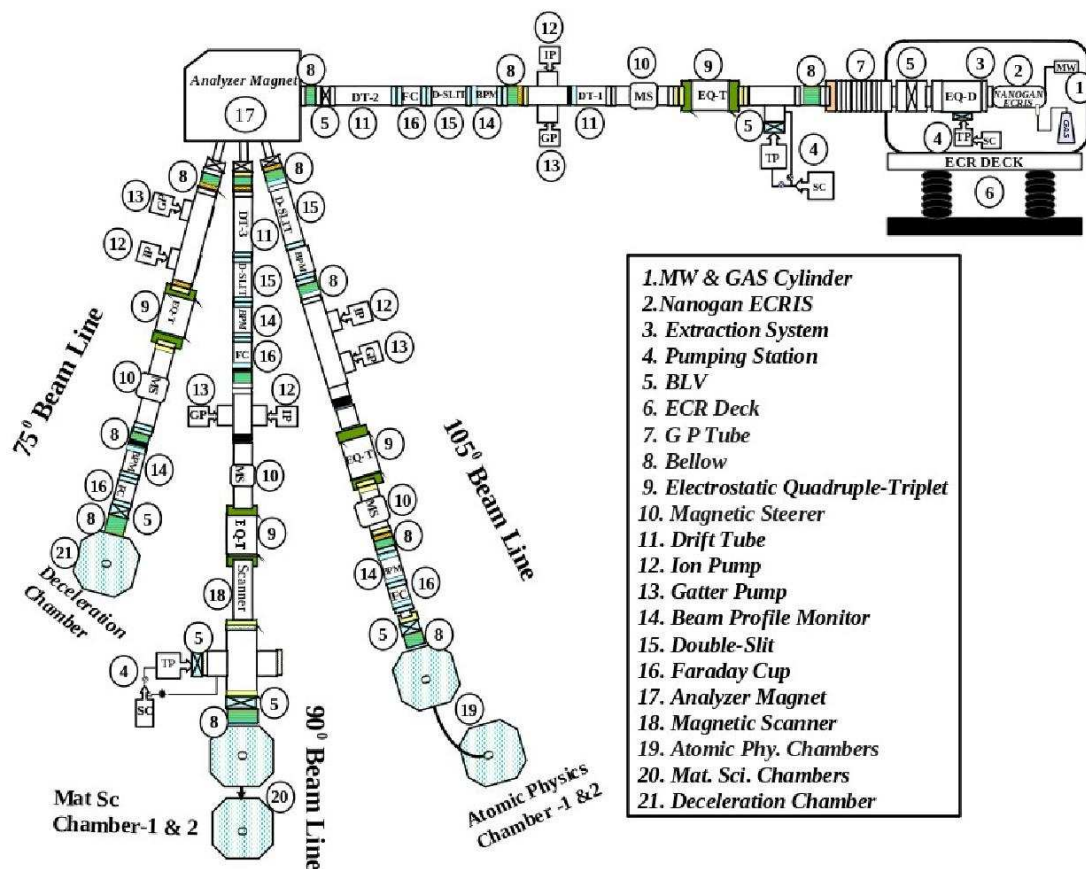 12
IP
8
8
10
9
8
7
5
3
2
MW
1
Analyzer Magnet
17
DT-2
FC
D-SLIT
BPM
DT-1
MS
EQ-T
EQ-D
NANOGAN
ECRIS
GAS
5
11
16
15
14
GP
11
13
5
TP
4
SC
4
TP
SC
ECR DECK
6
8
13
GP
12
IP
9
EQ-T
10
MS
8
BPM
14
16
FC
8
5
21
Deceleration
Chamber
75⁰ Beam Line
DT-3
11
D-SLIT
15
BPM
14
FC
16
13
GP
12
IP
MS
10
EQ-T
9
Scanner
18
5
4
TP
SC
5
8
20
Mat Sc
Chamber-1 & 2
90⁰ Beam Line
8
15
D-SLIT
BPM
8
12
IP
GP
13
9
EQ-T
10
MS
8
14
BPM
16
FC
5
8
19
Atomic Physics
Chamber -1 &2
105⁰ Beam Line
1.MW & GAS Cylinder
2.Nanogan ECRIS
3. Extraction System
4. Pumping Station
5. BLV
6. ECR Deck
7. G P Tube
8. Bellow
9. Electrostatic Quadruple-Triplet
10. Magnetic Steerer
11. Drift Tube
12. Ion Pump
13. Gatter Pump
14. Beam Profile Monitor
15. Double-Slit
16. Faraday Cup
17. Analyzer Magnet
18. Magnetic Scanner
19. Atomic Phy. Chambers
20. Mat. Sci. Chambers
21. Deceleration Chamber